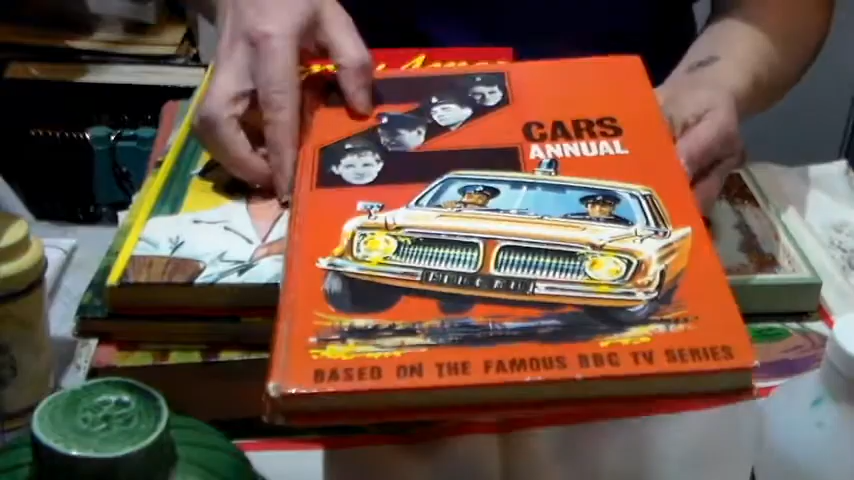 CARS
ANNUAL
BASED ON THE FAMOUS BBC TV SERIES